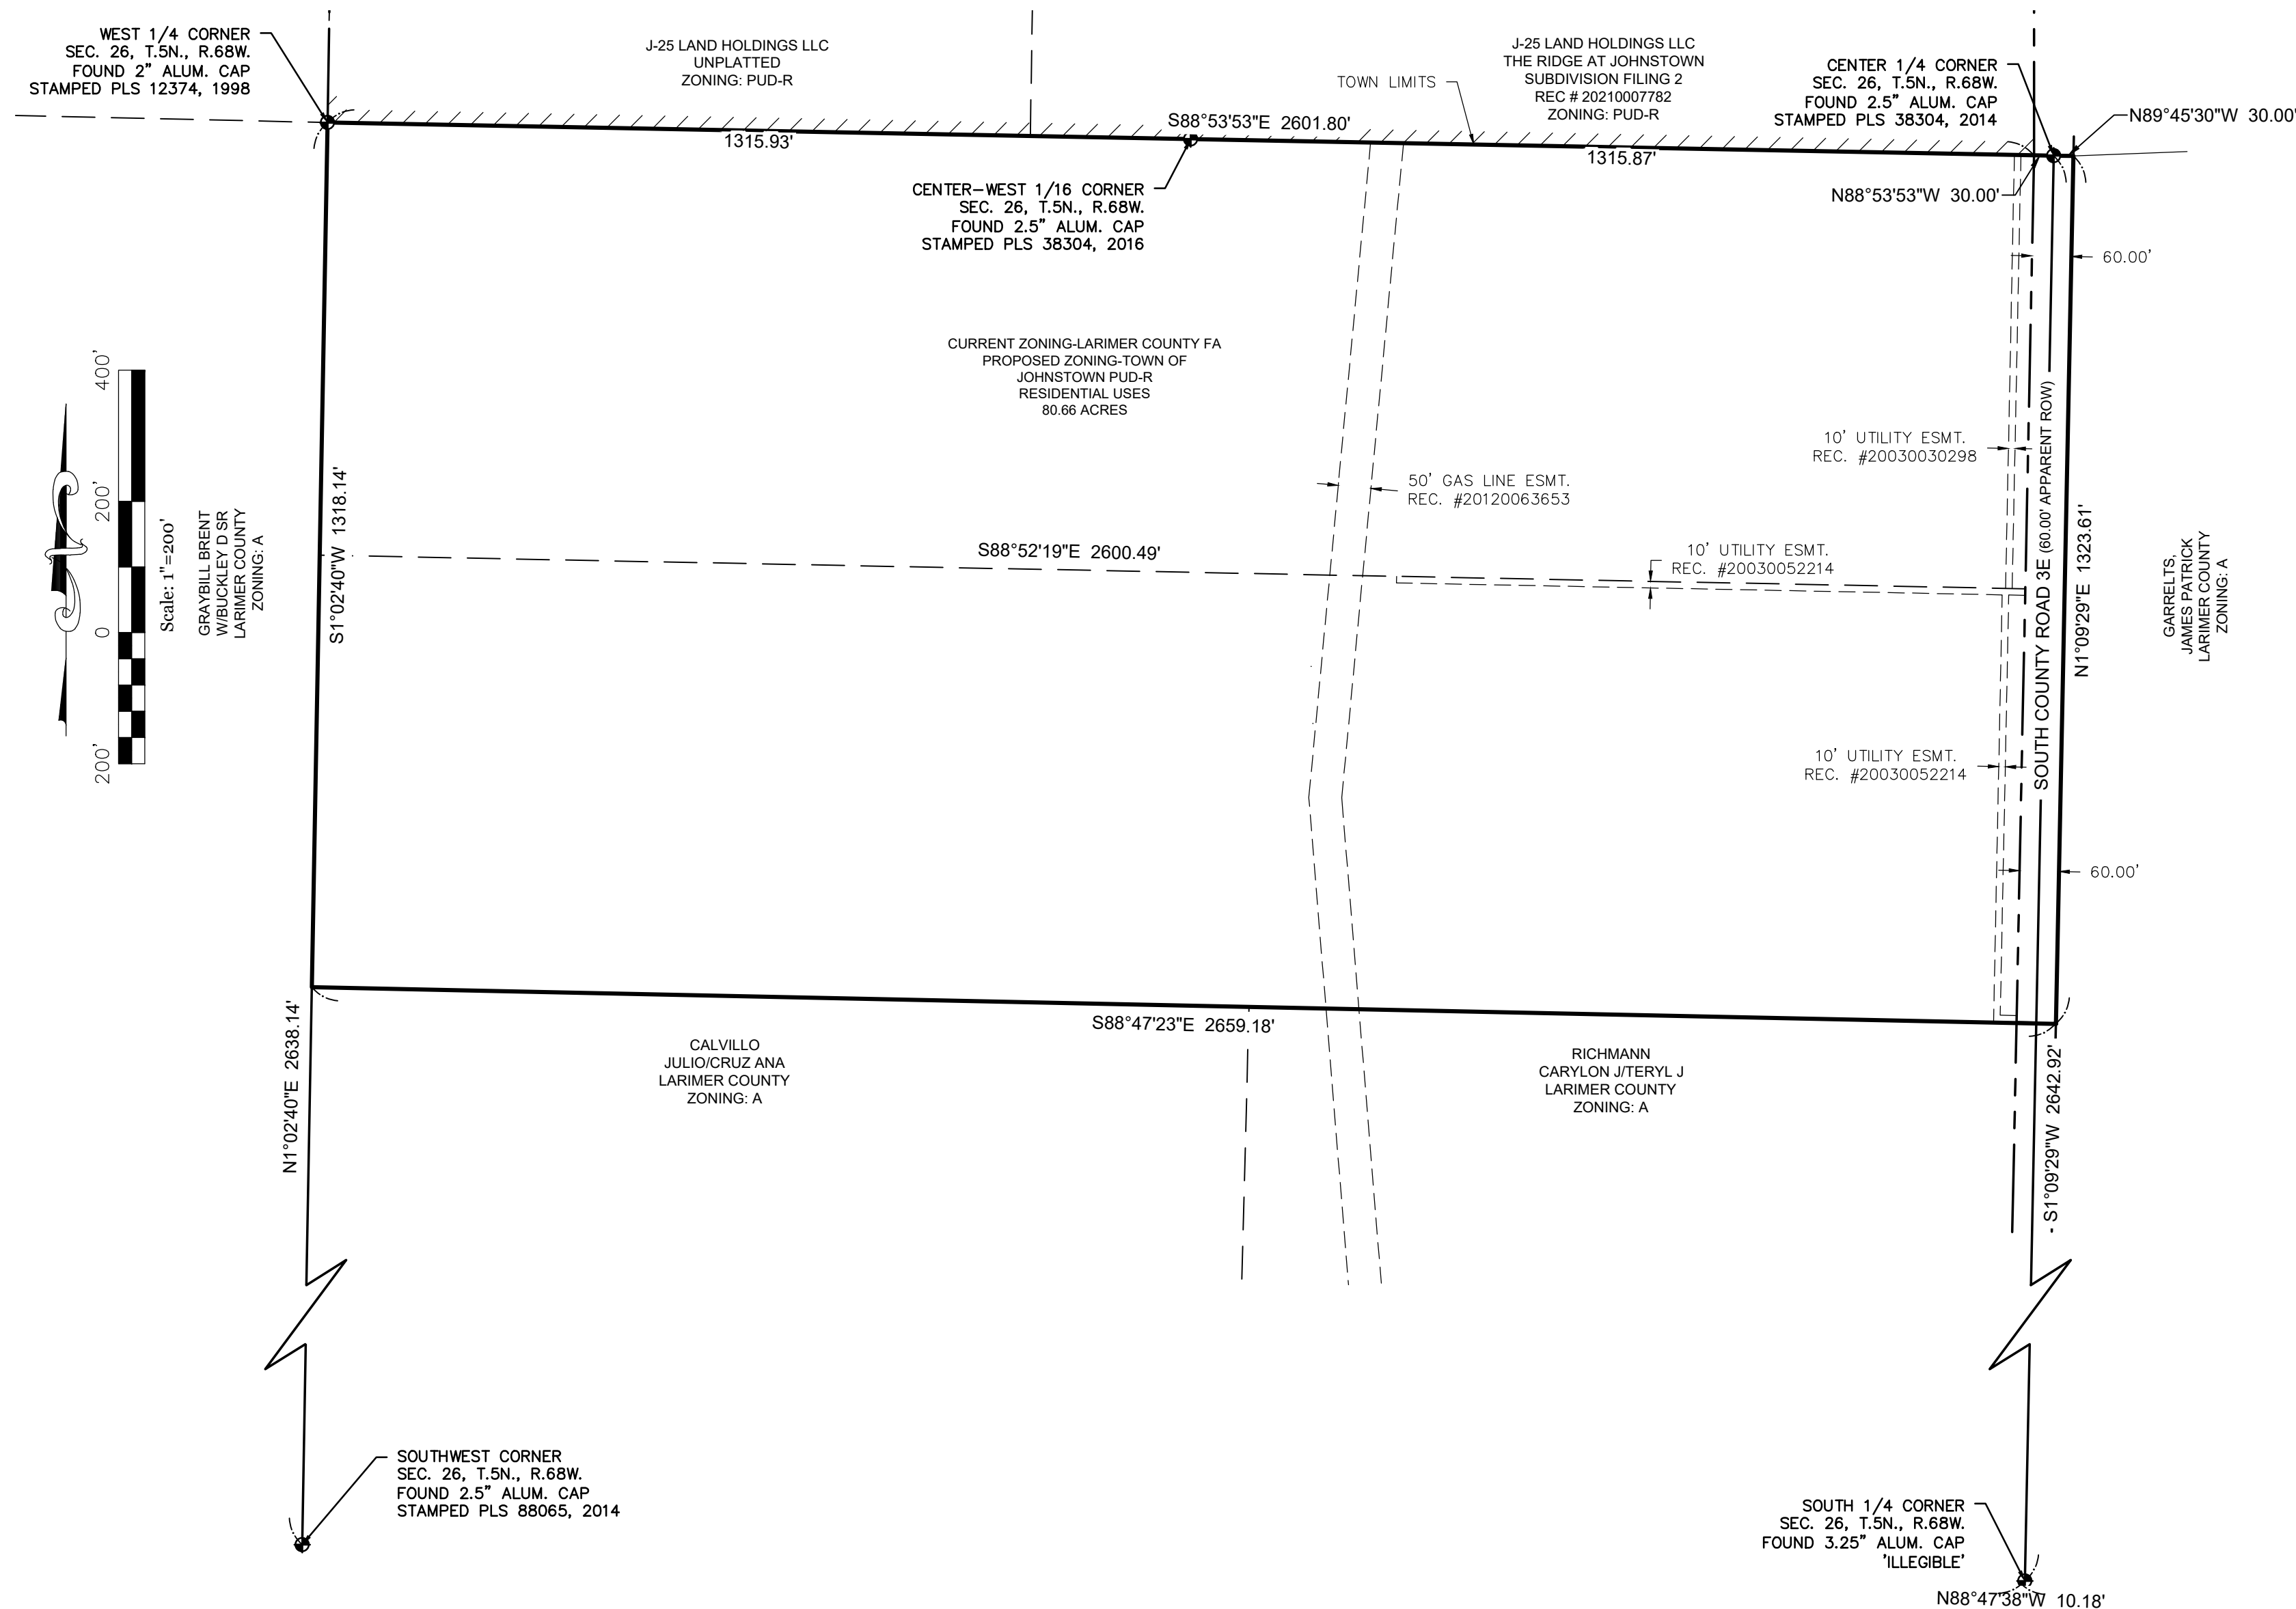 WEST 1/4 CORNER
SEC. 26, T.5N., R.68W.
FOUND 2" ALUM. CAP
STAMPED PLS 12374, 1998
J-25 LAND HOLDINGS LLC
UNPLATTED
ZONING: PUD-R
J-25 LAND HOLDINGS LLC
THE RIDGE AT JOHNSTOWN
SUBDIVISION FILING 2
REC # 20210007782
ZONING: PUD-R
TOWN LIMITS
CENTER 1/4 CORNER
SEC. 26, T.5N., R.68W.
FOUND 2.5" ALUM. CAP
STAMPED PLS 38304, 2014
N89°45'30"W 30.00'
S88°53'53"E 2601.80'
1315.93'
1315.87'
N88°53'53"W 30.00'
CENTER-WEST 1/16 CORNER
SEC. 26, T.5N., R.68W.
FOUND 2.5" ALUM. CAP
STAMPED PLS 38304, 2016
60.00'
CURRENT ZONING-LARIMER COUNTY FA
PROPOSED ZONING-TOWN OF
JOHNSTOWN PUD-R
RESIDENTIAL USES
80.66 ACRES
400'
200'
0
200'
Scale: 1"=200'
GRAYBILL BRENT
W/BUCKLEY D SR
LARIMER COUNTY
ZONING: A
S1°02'40"W 1318.14'
10' UTILITY ESMT.
REC. #20030030298
50' GAS LINE ESMT.
REC. #20120063653
S88°52'19"E 2600.49'
10' UTILITY ESMT.
REC. #20030052214
SOUTH COUNTY ROAD 3E (60.00' APPARENT ROW)
N1°09'29"E 1323.61'
GARRELTS,
JAMES PATRICK
LARIMER COUNTY
ZONING: A
10' UTILITY ESMT.
REC. #20030052214
60.00'
S88°47'23"E 2659.18'
N1°02'40"E 2638.14'
CALVILLO
JULIO/CRUZ ANA
LARIMER COUNTY
ZONING: A
RICHMANN
CARYLON J/TERYL J
LARIMER COUNTY
ZONING: A
S1°09'29"W 2642.92'
SOUTHWEST CORNER
SEC. 26, T.5N., R.68W.
FOUND 2.5" ALUM. CAP
STAMPED PLS 88065, 2014
SOUTH 1/4 CORNER
SEC. 26, T.5N., R.68W.
FOUND 3.25" ALUM. CAP
'ILLEGIBLE'
N88°47'38"W 10.18'